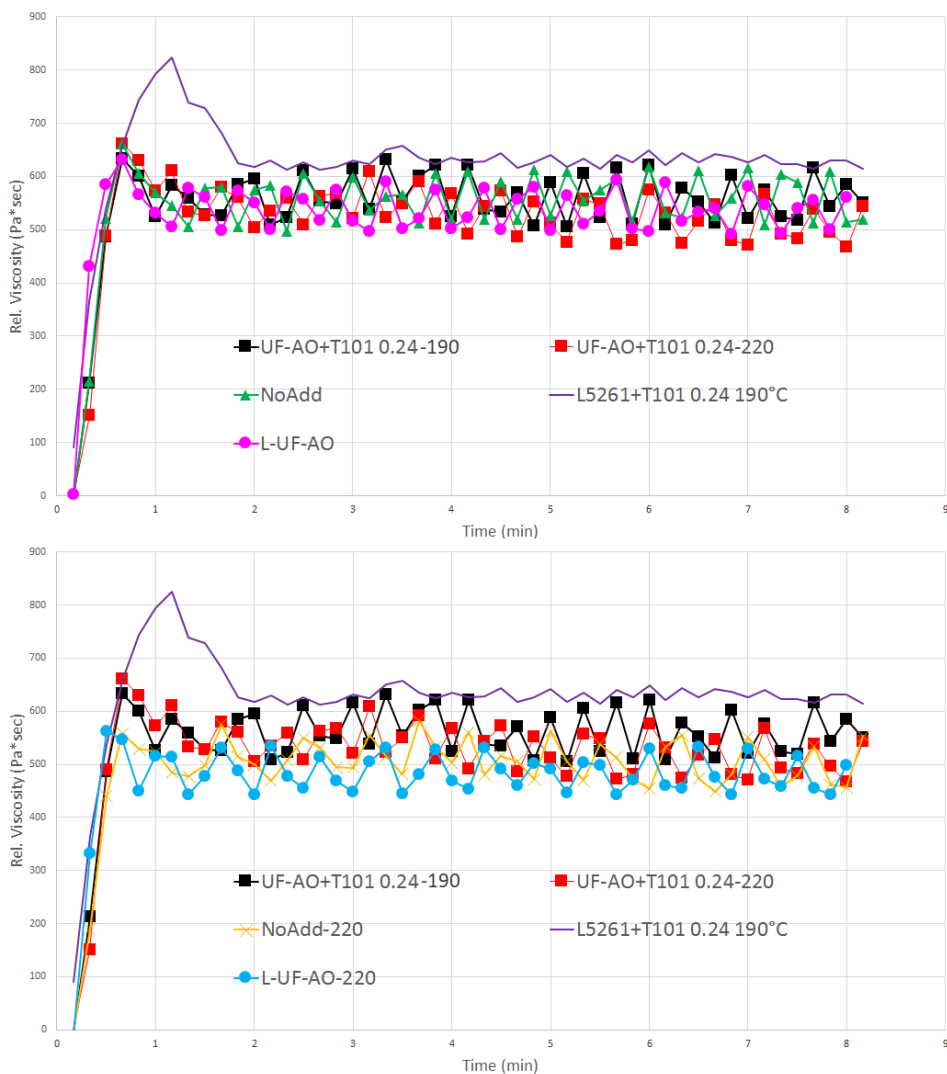 900
800
700
600
500
400
300
200
100
0
Rel. Viscosity (Pa*sec)
UF-AO+T101 0.24-190
UF-AO+T101 0.24-220
NoAdd
L5261+T101 0.24 190°C
L-UF-AO
0 1 2 3 4 5 6 7 8 9
Time (min)
900
800
700
600
500
400
300
200
100
0
Rel. Viscosity (Pa*sec)
UF-AO+T101 0.24-190
UF-AO+T101 0.24-220
NoAdd-220
L5261+T101 0.24 190°C
L-UF-AO-220
0 1 2 3 4 5 6 7 8 9
Time (min)